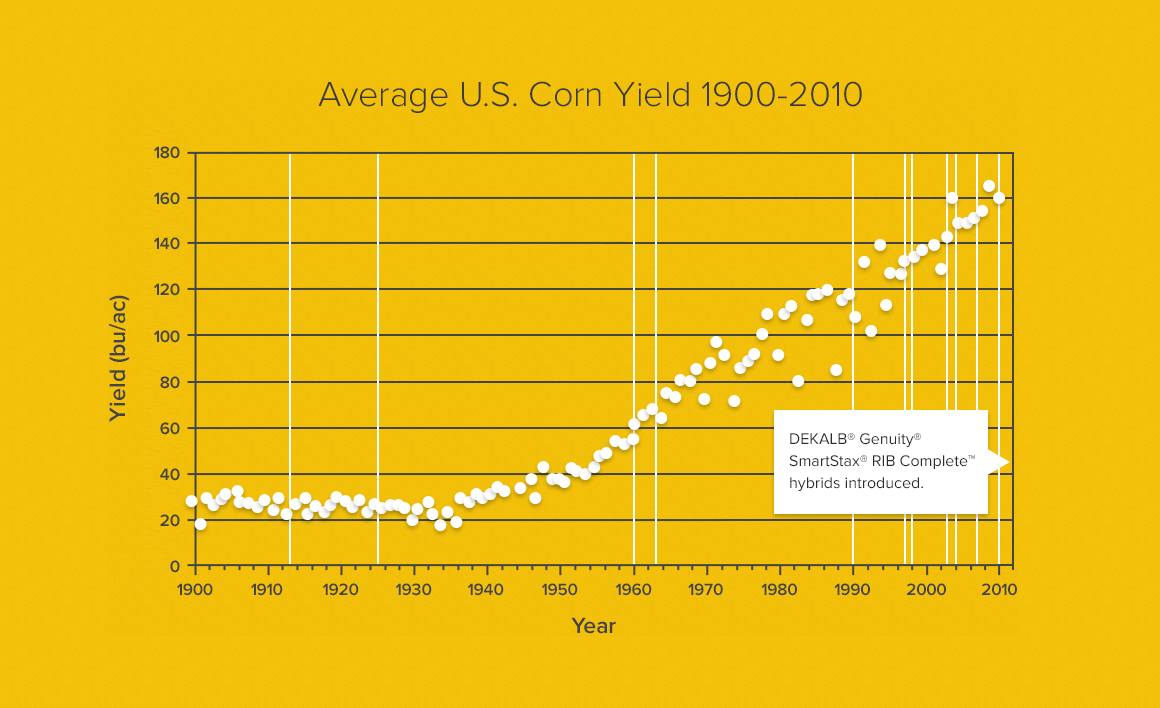 Average U.S. Corn Yield 1900-2010
180
160
140
120
100
80
60
40
20
0
Yield (bu/ac)
DEKALB® Genuity®
SmartStax® RIB Complete™
hybrids introduced.
1900 1910 1920 1930 1940 1950 1960 1970 1980 1990 2000 2010
Year